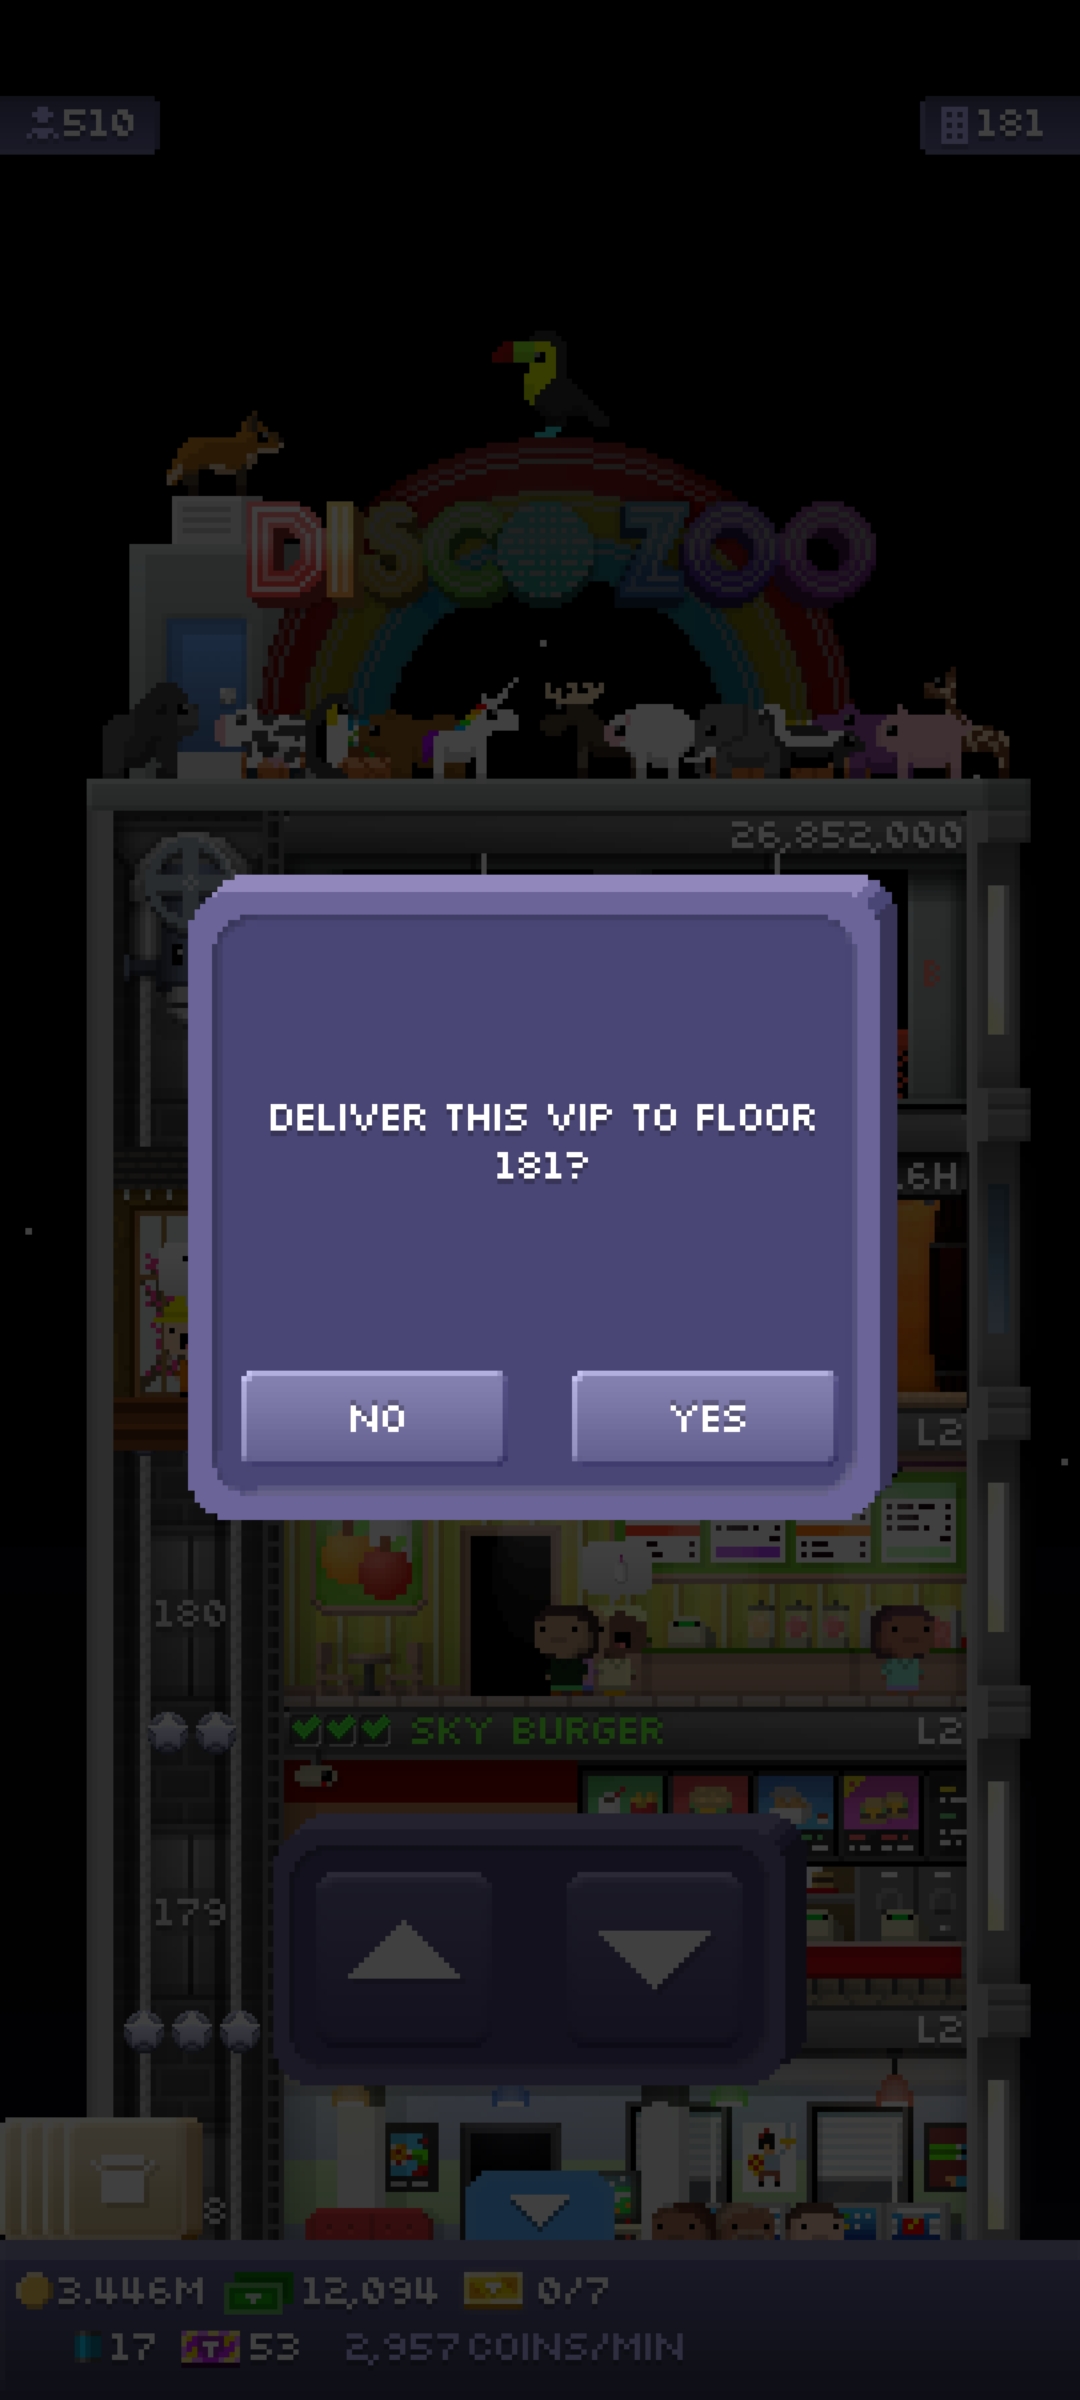 510
181
DISCO ZOO
26,852,000
DELIVER THIS VIP TO FLOOR
181?
.6H
NO
YES
L2
180
SKY BURGER
L2
179
L2
8
3.446M
12,094
0/7
17
53
2,957 COINS/MIN